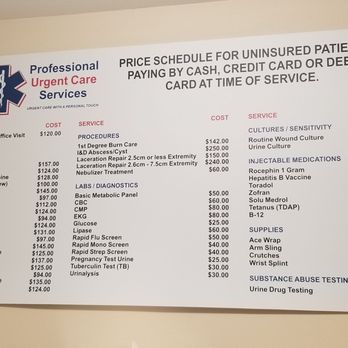 Professional
Urgent Care
Services
URGENT CARE WITH A PERSONAL TOUCH
PRICE SCHEDULE FOR UNINSURED PATIE
PAYING BY CASH, CREDIT CARD OR DEB
CARD AT TIME OF SERVICE.
COST
ffice Visit $120.00
$157.00
$124.00
ine $128.00
ew) $100.00
$145.00
$97.00
$112.00
$124.00
$94.00
$125.00
$131.00
$97.00
$145.00
$125.00
$137.00
$125.00
$94.00
$135.00
$124.00
SERVICE COST
PROCEDURES
1st Degree Burn Care $142.00
I&D Abscess/Cyst $250.00
Laceration Repair 2.5cm or less Extremity $150.00
Laceration Repair 2.6cm - 7.5cm Extremity $240.00
Nebulizer Treatment $60.00
LABS / DIAGNOSTICS
Basic Metabolic Panel $50.00
CBC $60.00
CMP $80.00
EKG $50.00
Glucose $25.00
Lipase $50.00
Rapid Flu Screen $50.00
Rapid Mono Screen $45.00
Rapid Strep Screen $40.00
Pregnancy Test Urine $25.00
Tuberculin Test (TB) $30.00
Urinalysis $30.00
SERVICE
CULTURES / SENSITIVITY
Routine Wound Culture
Urine Culture
INJECTABLE MEDICATIONS
Rocephin 1 Gram
Hepatitis B Vaccine
Toradol
Zofran
Solu Medrol
Tetanus (TDAP)
B-12
SUPPLIES
Ace Wrap
Arm Sling
Crutches
Wrist Splint
SUBSTANCE ABUSE TESTIN
Urine Drug Testing